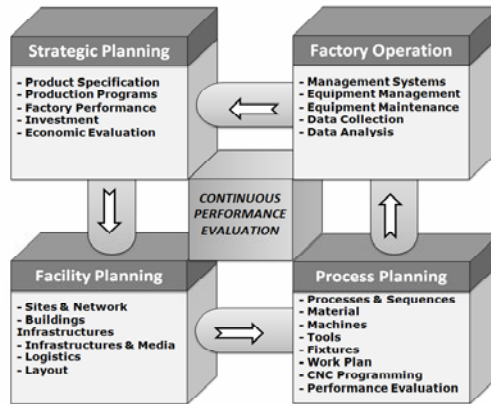 Strategic Planning
- Product Specification
- Production Programs
- Factory Performance
- Investment
- Economic Evaluation
Factory Operation
- Management Systems
- Equipment Management
- Equipment Maintenance
- Data Collection
- Data Analysis
CONTINUOUS
PERFORMANCE
EVALUATION
Facility Planning
- Sites & Network
- Buildings
Infrastructures
- Infrastructures & Media
- Logistics
- Layout
Process Planning
- Processes & Sequences
- Material
- Machines
- Tools
- Fixtures
- Work Plan
- CNC Programming
- Performance Evaluation